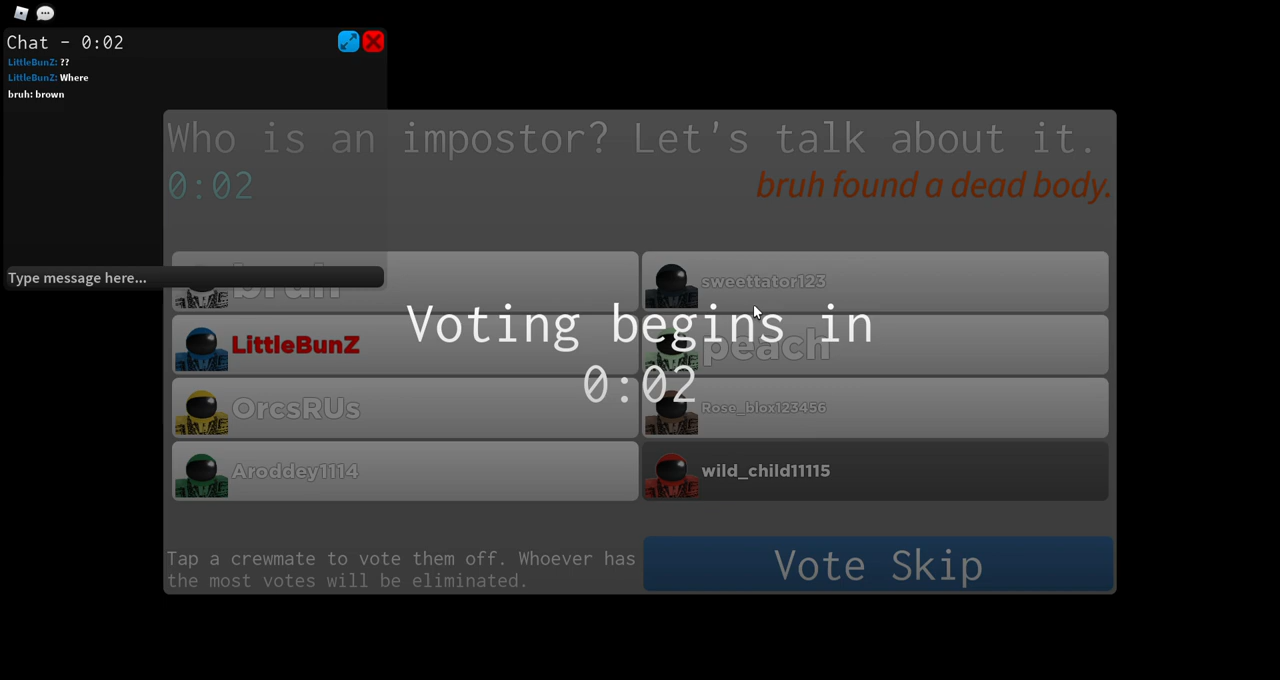 Chat - 0:02
LittleBunZ: ??
LittleBunZ: Where
bruh: brown
Type message here...
Who is an impostor? Let's talk about it.
0:02
bruh found a dead body.
bruh
sweettator123
Voting begins in
0:02
LittleBunZ
peach
OrcsRUs
Rose_blox123456
Aroddey1114
wild_child11115
Tap a crewmate to vote them off. Whoever has
the most votes will be eliminated.
Vote Skip